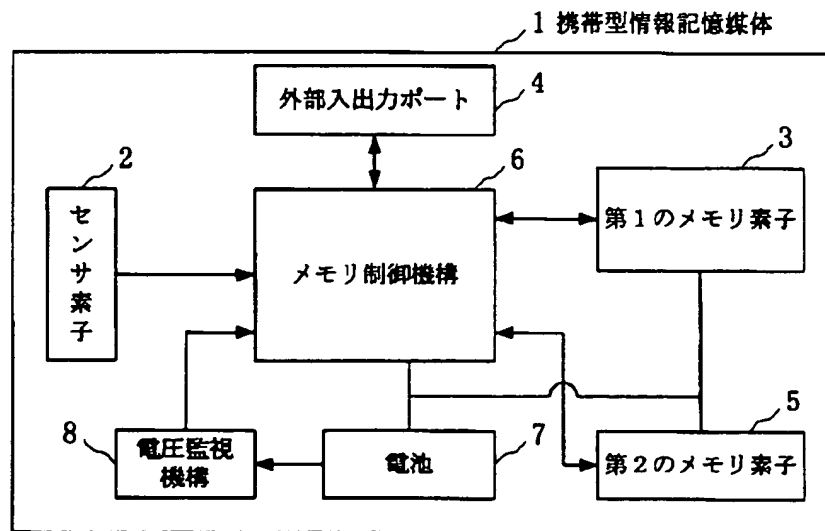 1 携帯型情報記憶媒体
外部入出力ポート
4
2
6
3
センサ素子
メモリ制御機構
第1のメモリ素子
8
電圧監視
機構
電池
7
5
第2のメモリ素子